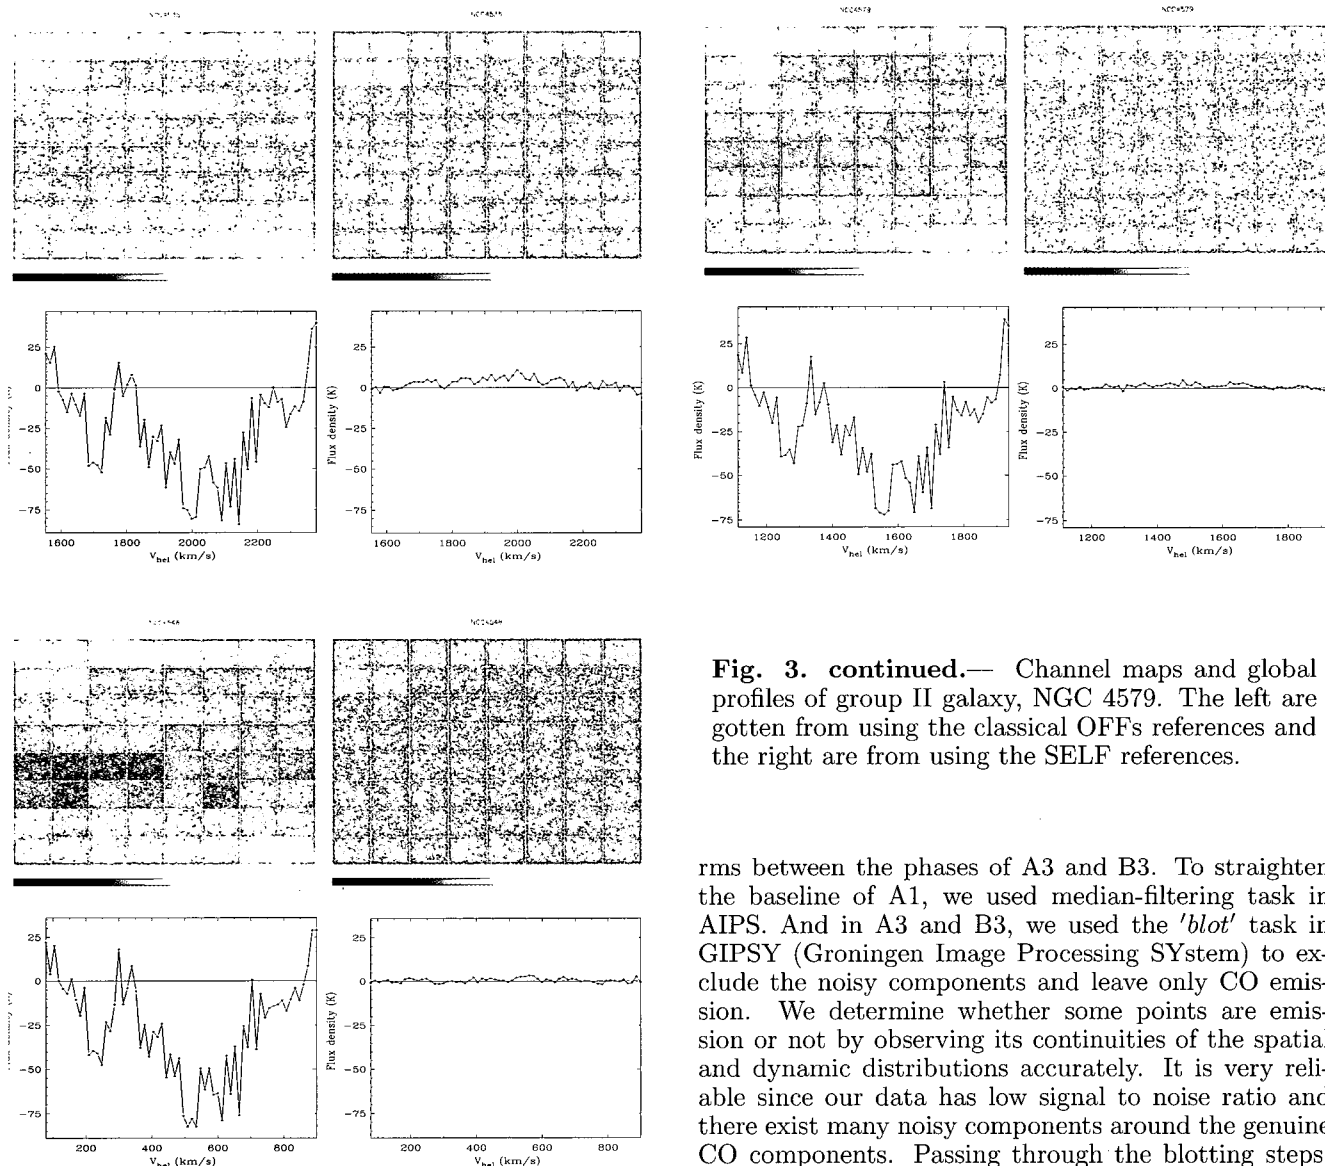 NGC4579
NGC4579
25
0
−25
−50
−75
1600
1800
2000
2200
V_hel (km/s)
Flux density (K)
25
0
−25
−50
−75
1600
1800
2000
2200
V_hel (km/s)
Flux density (K)
25
0
−25
−50
−75
1200
1400
1600
1800
V_hel (km/s)
Flux density (K)
25
0
−25
−50
−75
1200
1400
1600
1800
V_hel (km/s)
25
0
−25
−50
−75
200
400
600
800
V_hel (km/s)
Flux density (K)
25
0
−25
−50
−75
200
400
600
800
V_hel (km/s)
Fig. 3. continued.— Channel maps and global
profiles of group II galaxy, NGC 4579. The left are
gotten from using the classical OFFs references and
the right are from using the SELF references.
rms between the phases of A3 and B3. To straighten
the baseline of A1, we used median-filtering task in
AIPS. And in A3 and B3, we used the 'blot' task in
GIPSY (Groningen Image Processing SYstem) to ex-
clude the noisy components and leave only CO emis-
sion. We determine whether some points are emis-
sion or not by observing its continuities of the spatial
and dynamic distributions accurately. It is very reli-
able since our data has low signal to noise ratio and
there exist many noisy components around the genuine
CO components. Passing through the blotting steps